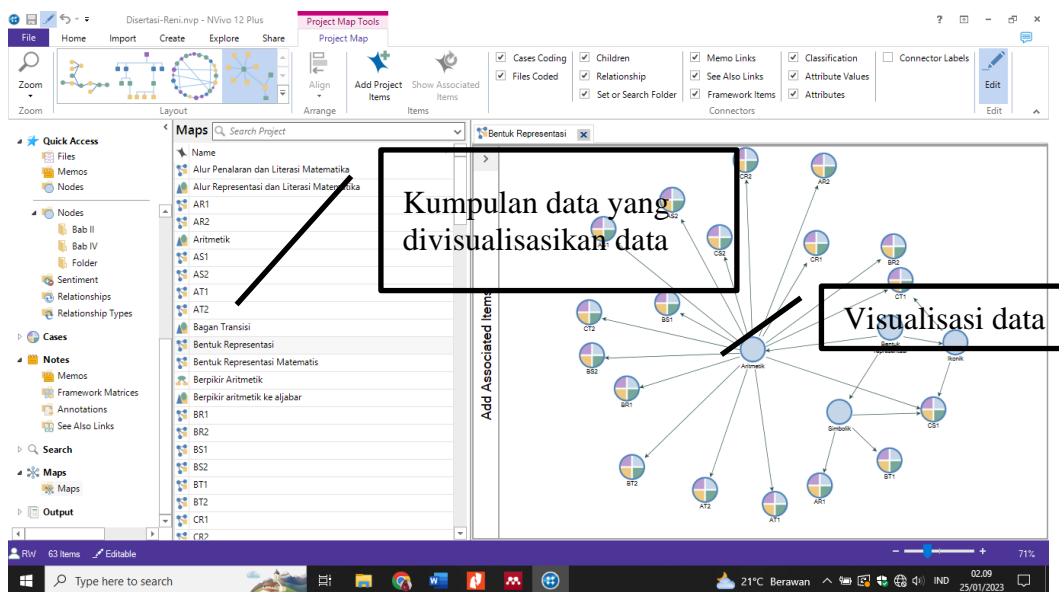 Disertasi-Reni.nvp - NVivo 12 Plus
Project Map Tools
?
File
Home
Import
Create
Explore
Share
Project Map
Zoom
Align
Add Project Items
Show Associated Items
Cases Coding
Files Coded
Children
Relationship
Set or Search Folder
Memo Links
See Also Links
Framework Items
Classification
Attribute Values
Attributes
Connector Labels
Edit
Zoom
Layout
Arrange
Items
Connectors
Edit
Quick Access
Files
Memos
Nodes
Nodes
Bab II
Bab IV
Folder
Sentiment
Relationships
Relationship Types
Cases
Notes
Memos
Framework Matrices
Annotations
See Also Links
Search
Maps
Maps
Output
Maps
Search Project
Name
Alur Penalaran dan Literasi Matematika
Alur Representasi dan Literasi Matematika
AR1
AR2
Aritmetik
AS1
AS2
AT1
AT2
Bagan Transisi
Bentuk Representasi
Bentuk Representasi Matematis
Berpikir Aritmetik
Berpikir aritmetik ke aljabar
BR1
BR2
BS1
BS2
BT1
BT2
CR1
CR2
Bentuk Representasi
Add Associated Items
Kumpulan data yang
divisualisasikan data
Visualisasi data
CR2
AR2
AS2
CS2
CR1
BR2
CT1
CT2
BS1
BS2
BR1
Aritmetik
Bentuk
representasi
Ikonik
Simbolik
CS1
BT2
AT2
AT1
AR1
BT1
RW
63 Items
Editable
71%
Type here to search
21°C Berawan
IND
02.09
25/01/2023